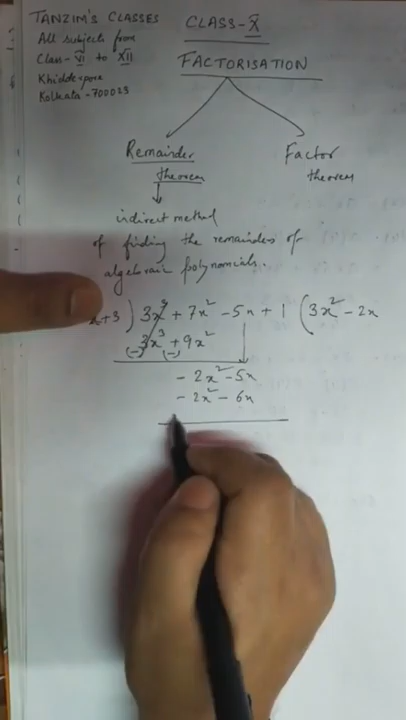 TANZIM'S CLASSES
All subjects from
Class - VI to XII
Khidderpore
Kolkata - 700023
CLASS - X
FACTORISATION
Remainder theorem
Factor theorem
indirect method
of finding the remainder of
algebraic polynomials.
x+3 ) 3x³ + 7x² - 5x + 1 ( 3x² - 2x
3x³ + 9x²
(-) (-)
- 2x² - 5x
- 2x² - 6x